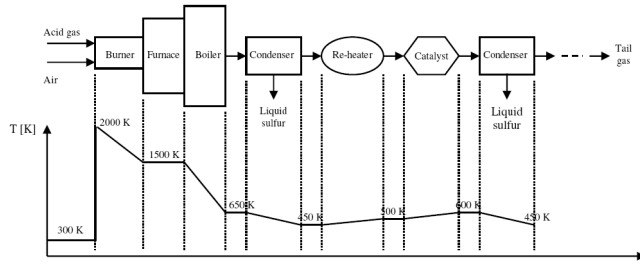 Acid gas
Air
Burner
Furnace
Boiler
Condenser
Re-heater
Catalyst
Condenser
Tail
gas
Liquid
sulfur
Liquid
sulfur
T [K]
2000 K
1500 K
650 K
450 K
500 K
600 K
450 K
300 K